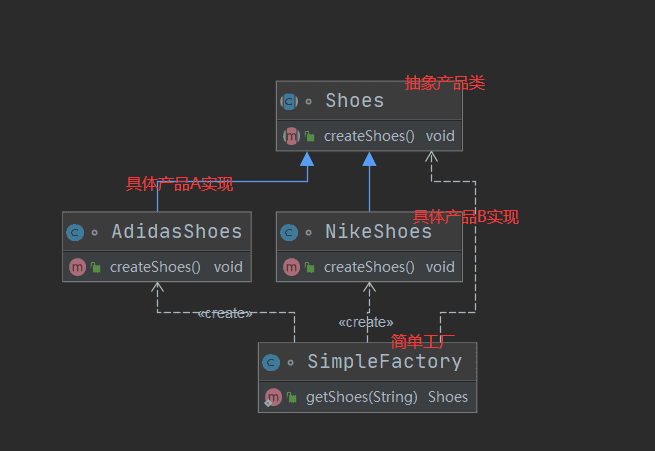 抽象产品类
Shoes
createShoes() void
具体产品A实现
具体产品B实现
AdidasShoes
createShoes() void
NikeShoes
createShoes() void
«create»
«create»
简单工厂
SimpleFactory
getShoes(String) Shoes